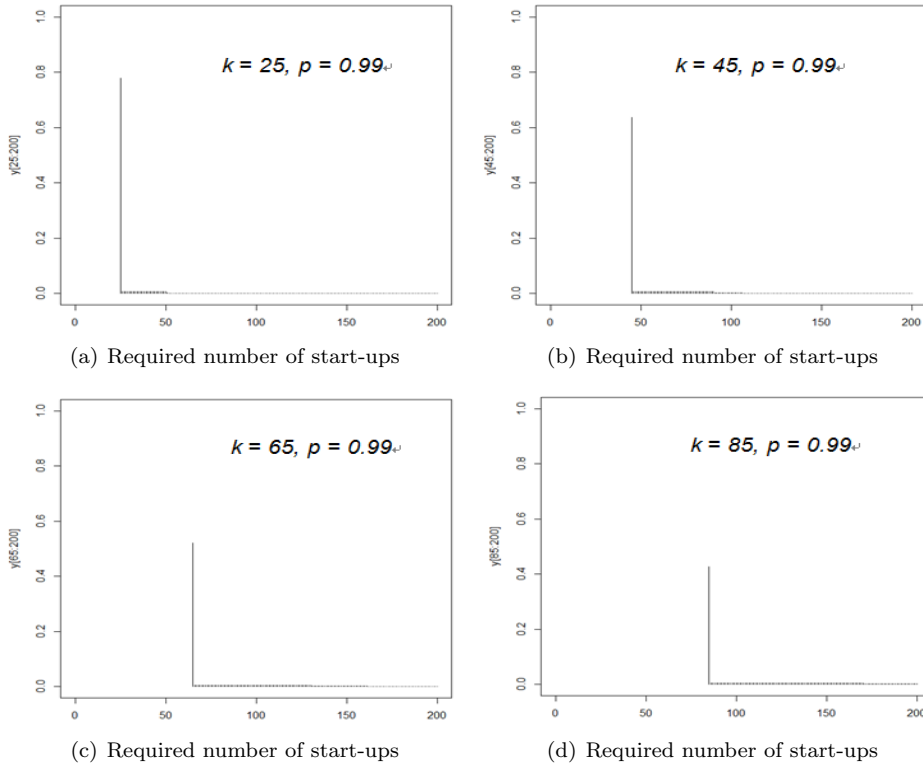 k = 25, p = 0.99↵
y[25:200]
1.0
0.8
0.6
0.4
0.2
0.0
0 50 100 150 200
(a) Required number of start-ups
k = 45, p = 0.99↵
y[45:200]
1.0
0.8
0.6
0.4
0.2
0.0
0 50 100 150 200
(b) Required number of start-ups
k = 65, p = 0.99↵
y[65:200]
1.0
0.8
0.6
0.4
0.2
0.0
0 50 100 150 200
(c) Required number of start-ups
k = 85, p = 0.99↵
y[85:200]
1.0
0.8
0.6
0.4
0.2
0.0
0 50 100 150 200
(d) Required number of start-ups